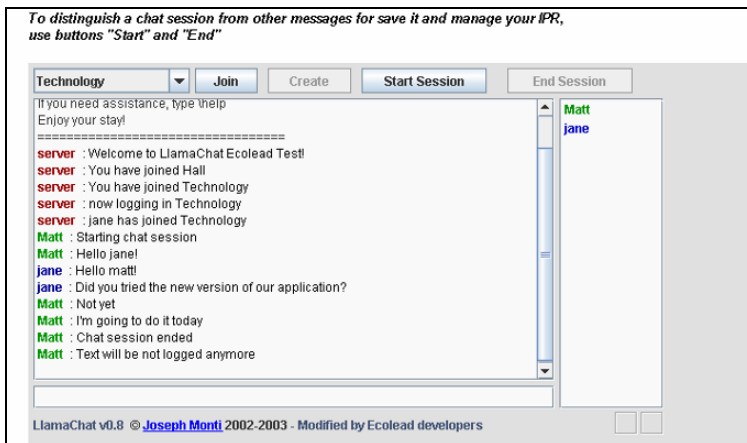 To distinguish a chat session from other messages for save it and manage your IPR,
use buttons "Start" and "End"
Technology Join Create Start Session End Session
If you need assistance, type \help
Enjoy your stay!
==================================
server : Welcome to LlamaChat Ecolead Test!
server : You have joined Hall
server : You have joined Technology
server : now logging in Technology
server : jane has joined Technology
Matt : Starting chat session
Matt : Hello jane!
jane : Hello matt!
jane : Did you tried the new version of our application?
Matt : Not yet
Matt : I'm going to do it today
Matt : Chat session ended
Matt : Text will be not logged anymore
Matt
jane
LlamaChat v0.8 © Joseph Monti 2002-2003 - Modified by Ecolead developers